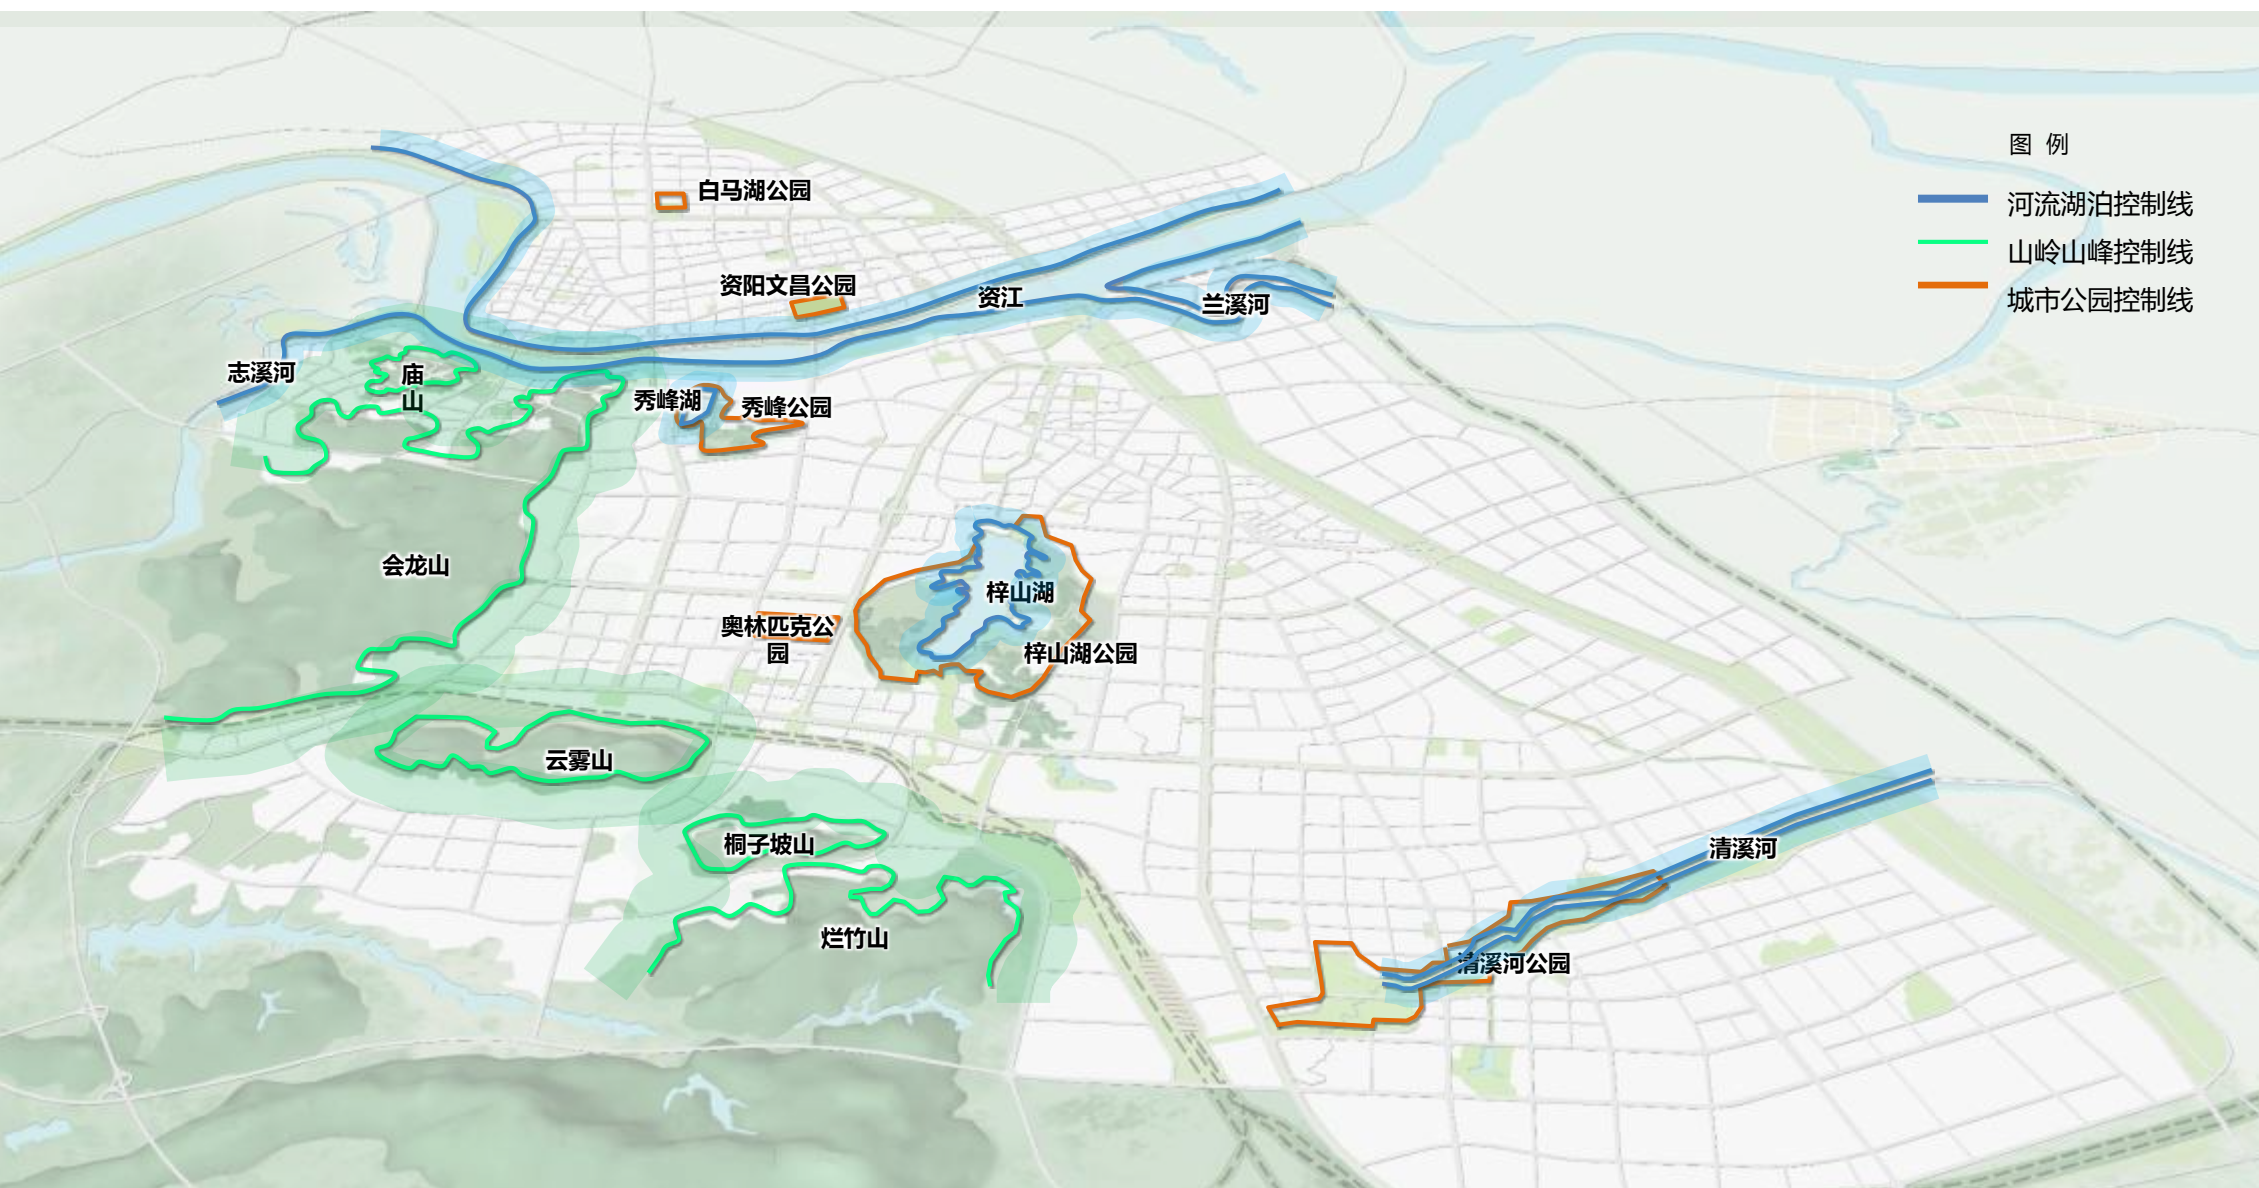 图 例
河流湖泊控制线
山岭山峰控制线
城市公园控制线
白马湖公园
资阳文昌公园
资江
兰溪河
志溪河
庙
山
秀峰湖
秀峰公园
会龙山
梓山湖
奥林匹克公
园
梓山湖公园
云雾山
桐子坡山
清溪河
烂竹山
清溪河公园